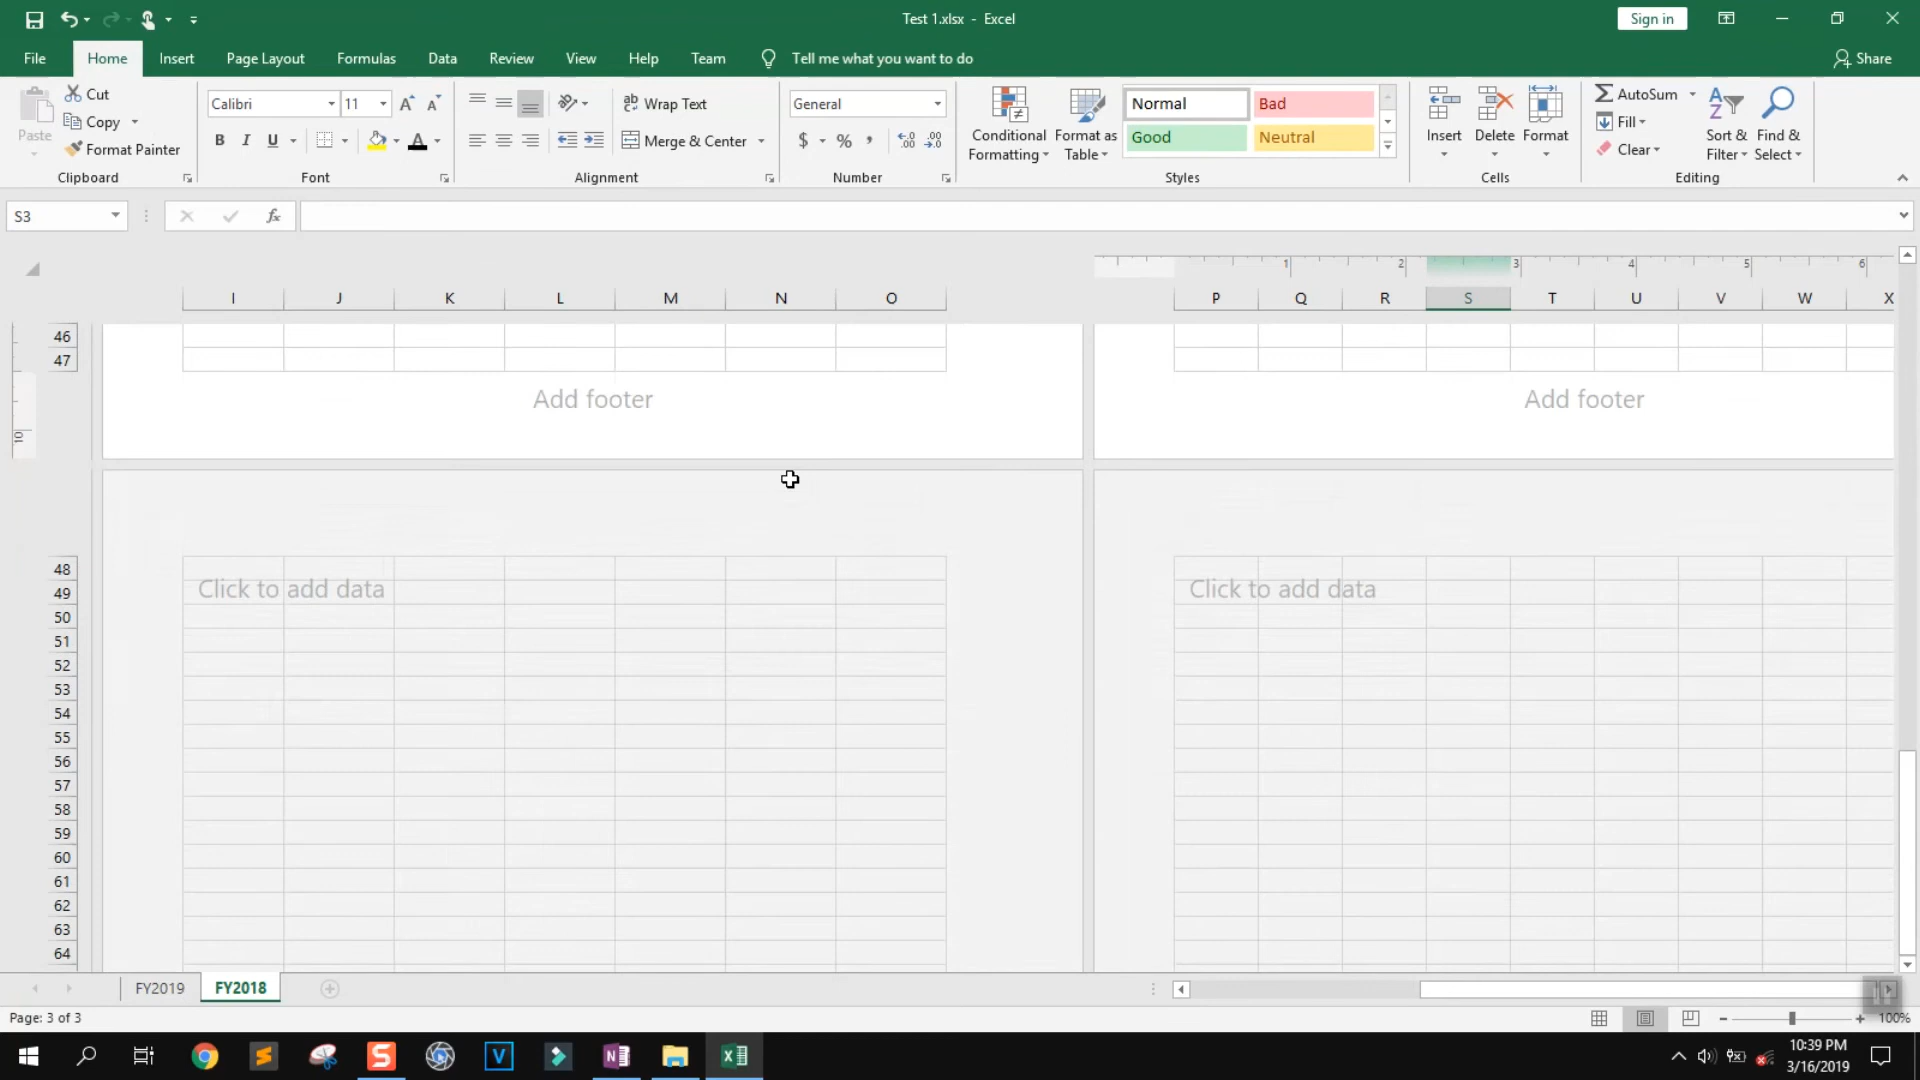 Test 1.xlsx - Excel
Sign in
File Home Insert Page Layout Formulas Data Review View Help Team Tell me what you want to do Share
Paste
Cut
Copy
Format Painter
Clipboard
Calibri 11
B I U
Font
Wrap Text
Merge & Center
Alignment
General
$ % ,
Number
Conditional Formatting
Format as Table
Normal Bad
Good Neutral
Styles
Insert Delete Format
Cells
AutoSum
Fill
Clear
Sort & Filter
Find & Select
Editing
S3
fx
1 2 3 4 5 6
I J K L M N O P Q R S T U V W X
46
47
10
Add footer Add footer
48
Click to add data Click to add data
49
50
51
52
53
54
55
56
57
58
59
60
61
62
63
64
FY2019 FY2018
Page: 3 of 3
100%
10:39 PM
3/16/2019